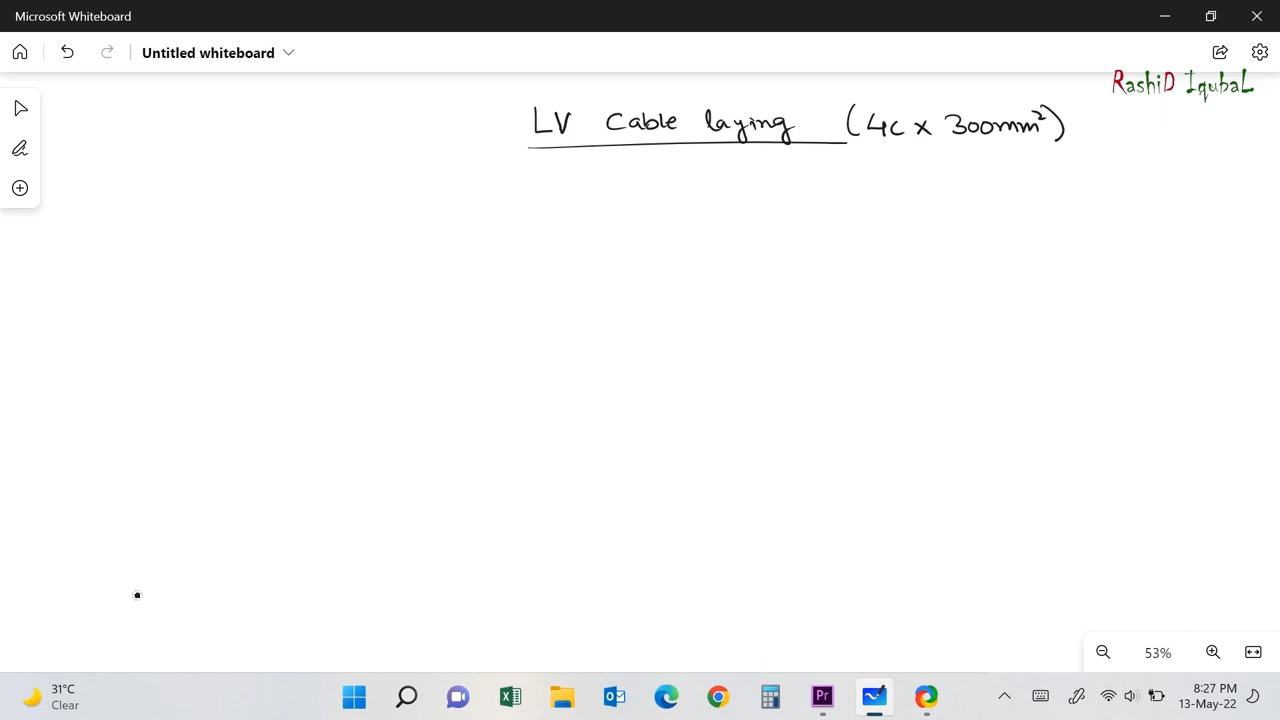 Microsoft Whiteboard
Untitled whiteboard
RashiD IqubaL
LV Cable laying (4c x 300mm²)
53%
31°C
Clear
8:27 PM
13-May-22